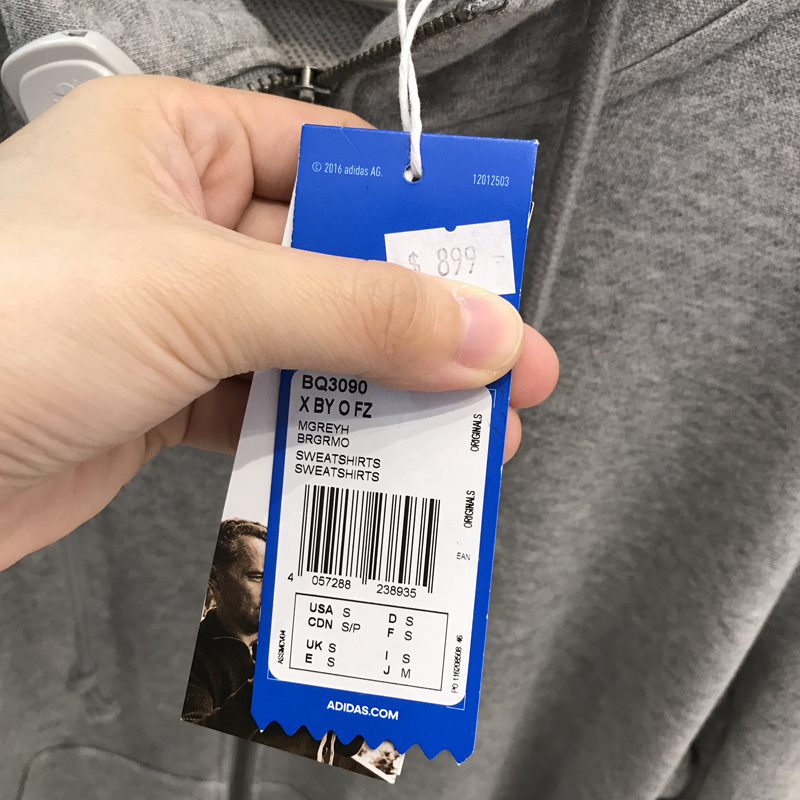 © 2016 adidas AG.
12012503
$ 899 –
BQ3090
X BY O FZ
MGREYH
BRGRMO
SWEATSHIRTS
SWEATSHIRTS
ORIGINALS
ORIGINALS
EAN
4 057288 238935
USA S
CDN S/P
UK S
E S
D S
F S
I S
J M
ADIDAS.COM